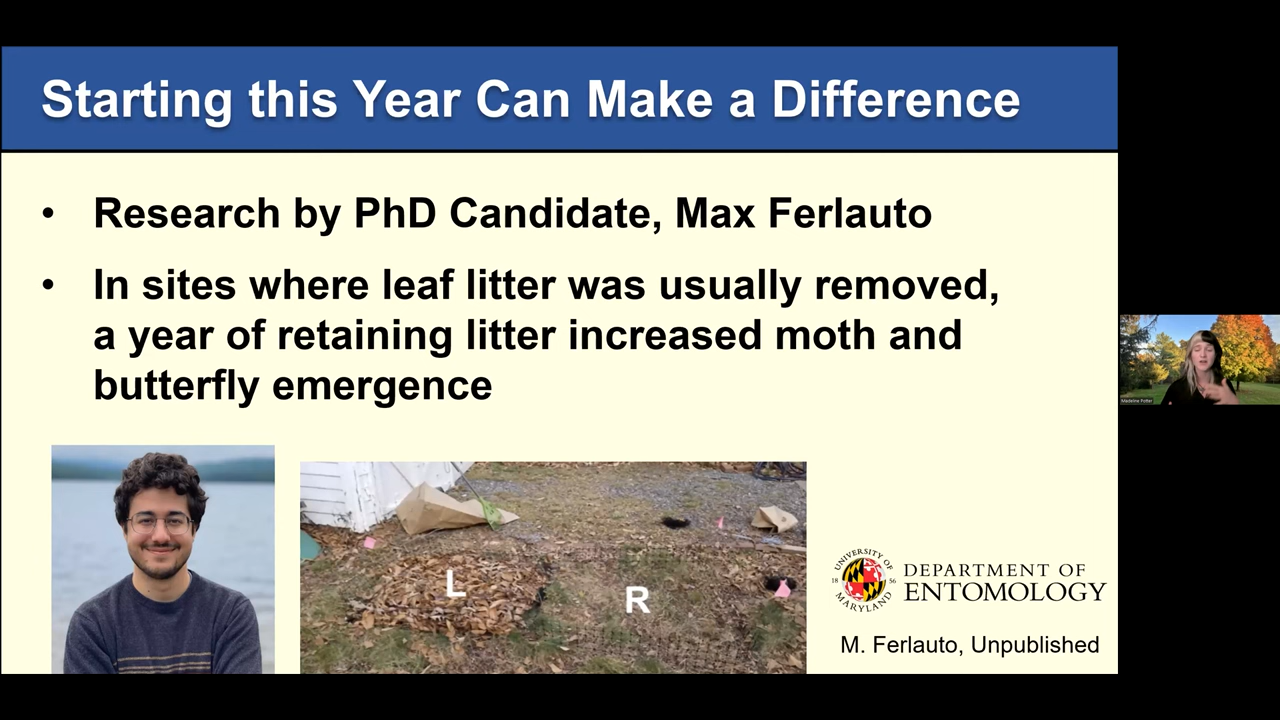 Starting this Year Can Make a Difference
• Research by PhD Candidate, Max Ferlauto
• In sites where leaf litter was usually removed,
a year of retaining litter increased moth and
butterfly emergence
L
R
UNIVERSITY OF
18 56
MARYLAND
DEPARTMENT OF
ENTOMOLOGY
M. Ferlauto, Unpublished
Madeline Potter